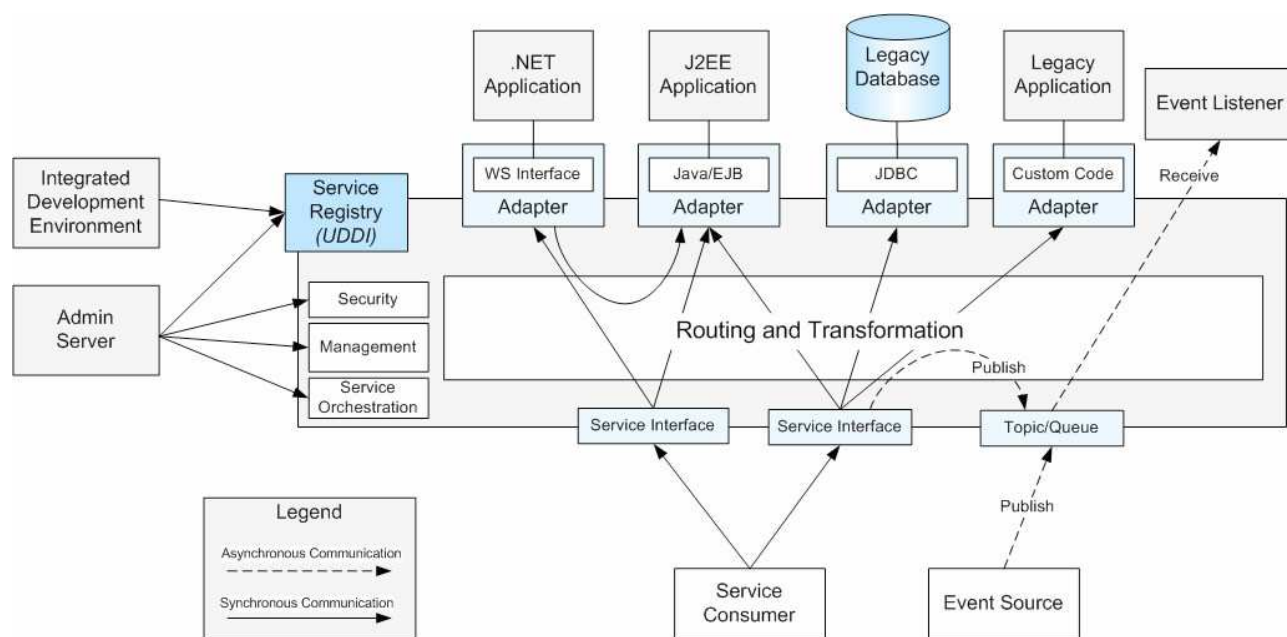 .NET
Application
J2EE
Application
Legacy
Database
Legacy
Application
Event Listener
Integrated
Development
Environment
Service
Registry
(UDDI)
WS Interface
Adapter
Java/EJB
Adapter
JDBC
Adapter
Custom Code
Adapter
Receive
Admin
Server
Security
Management
Service
Orchestration
Routing and Transformation
Publish
Service Interface
Service Interface
Topic/Queue
Publish
Legend
Asynchronous Communication
Synchronous Communication
Service
Consumer
Event Source